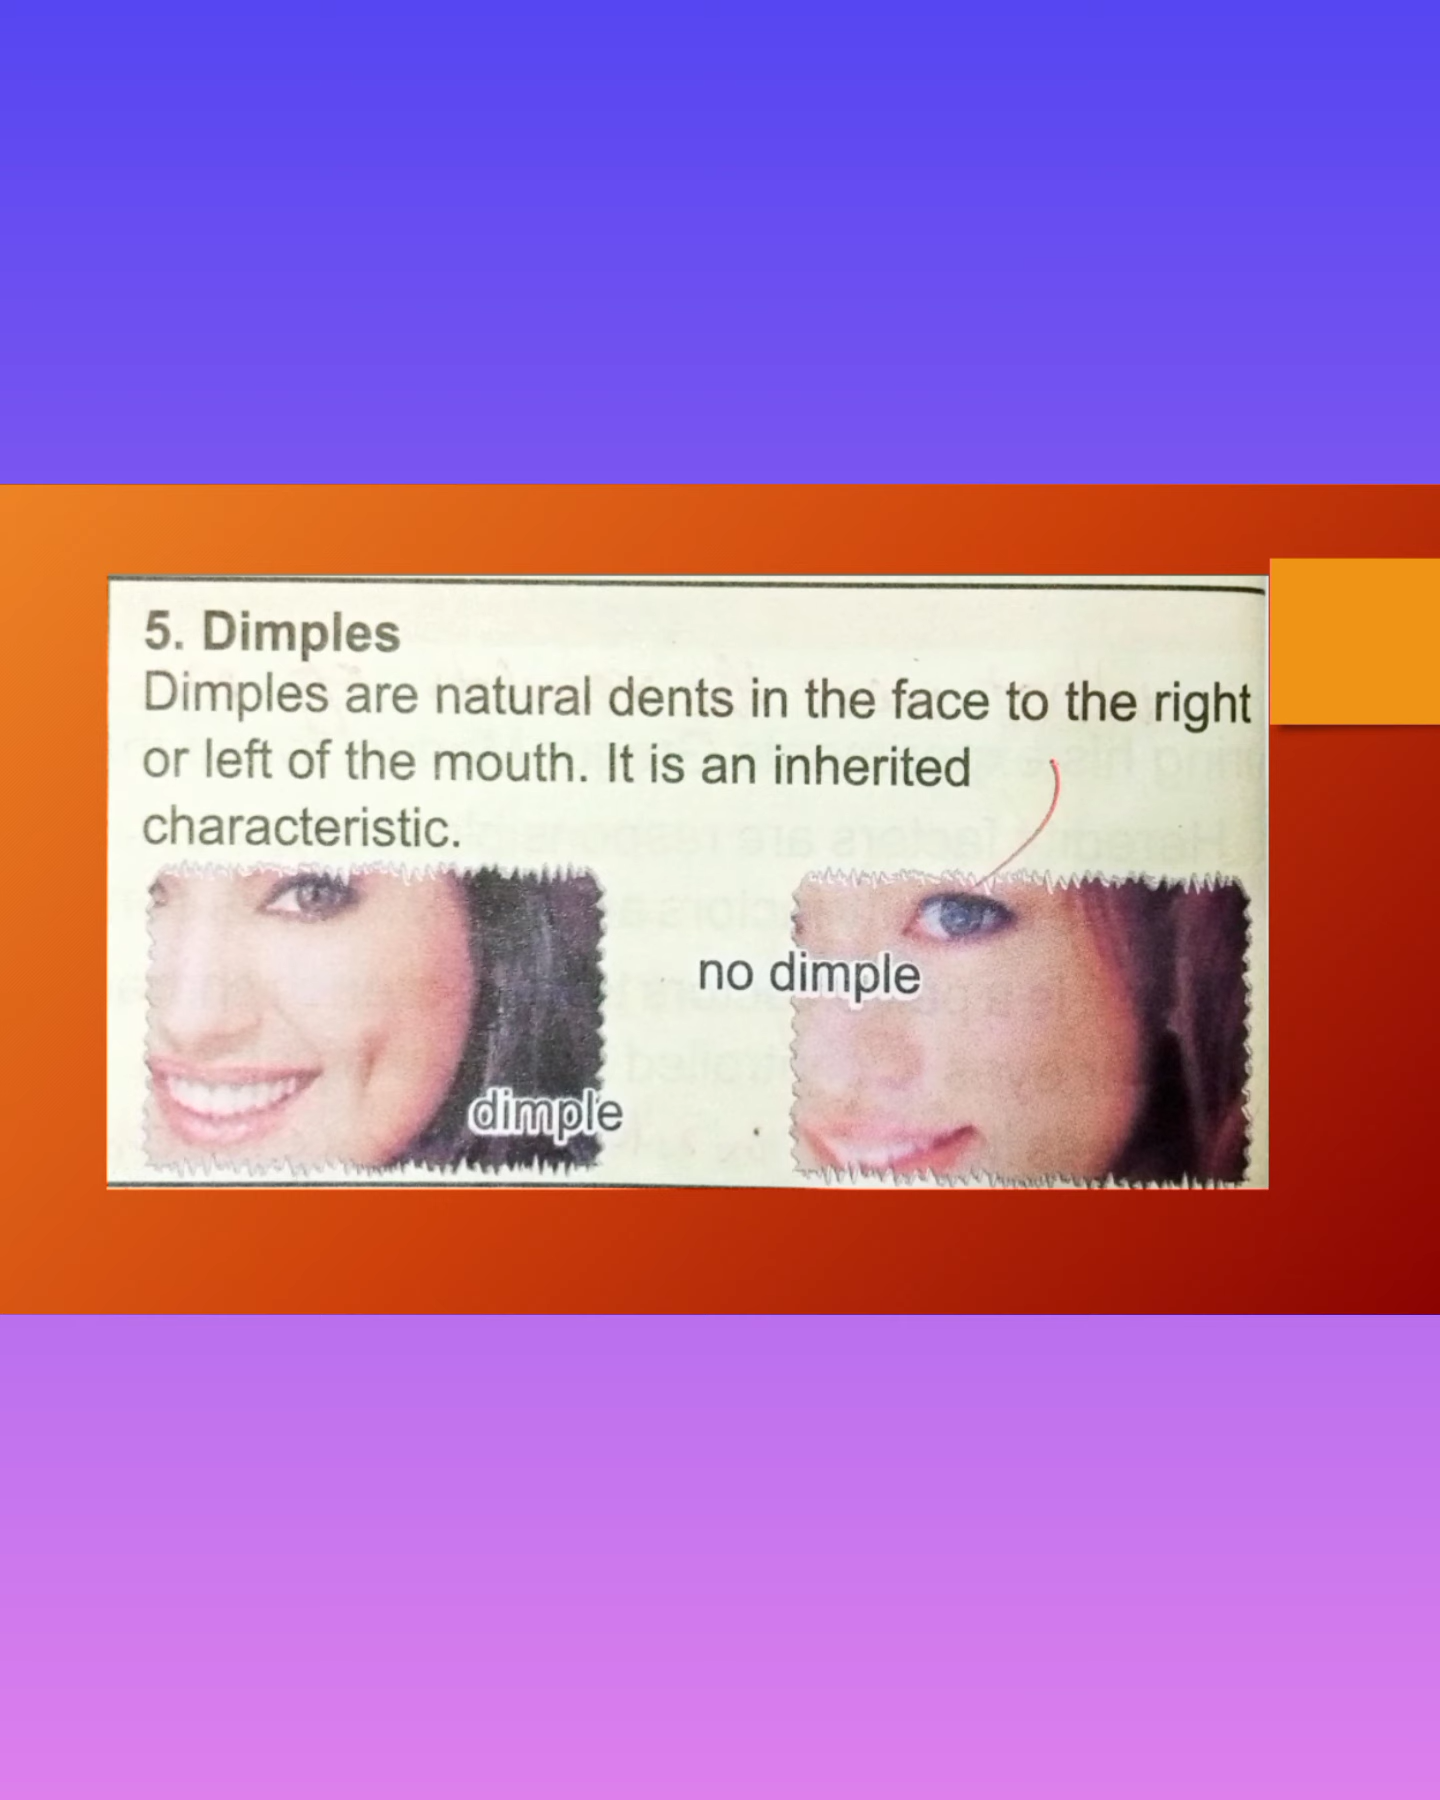 5. Dimples
Dimples are natural dents in the face to the right
or left of the mouth. It is an inherited
characteristic.
no dimple
dimple